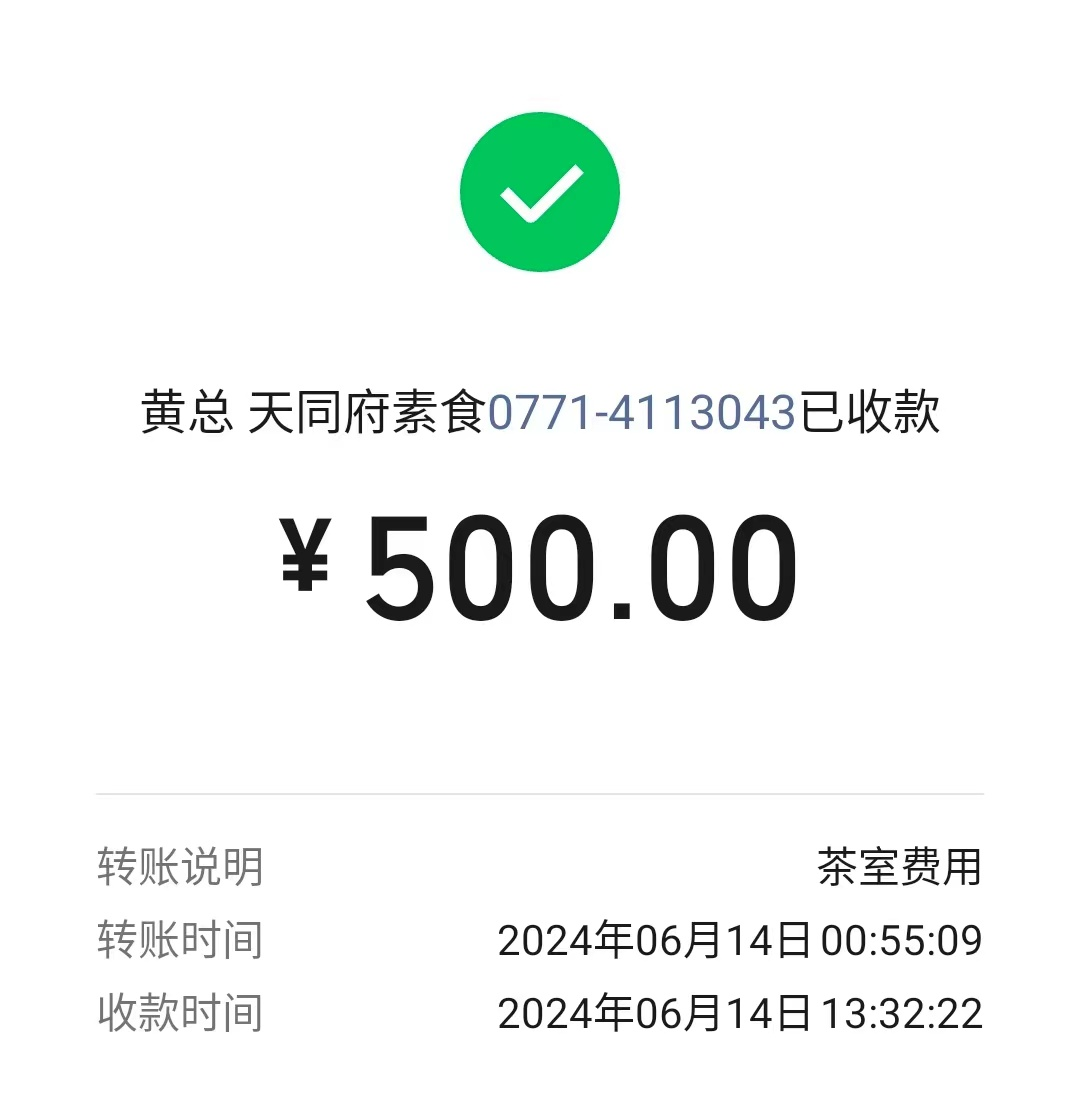 黄总 天同府素食0771-4113043已收款
¥500.00
转账说明 茶室费用
转账时间 2024年06月14日 00:55:09
收款时间 2024年06月14日 13:32:22